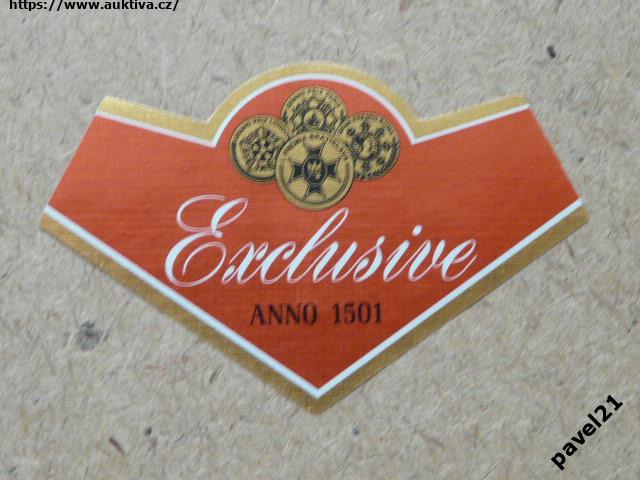 https://www.auktiva.cz/
Exclusive
ANNO 1501
pavel21